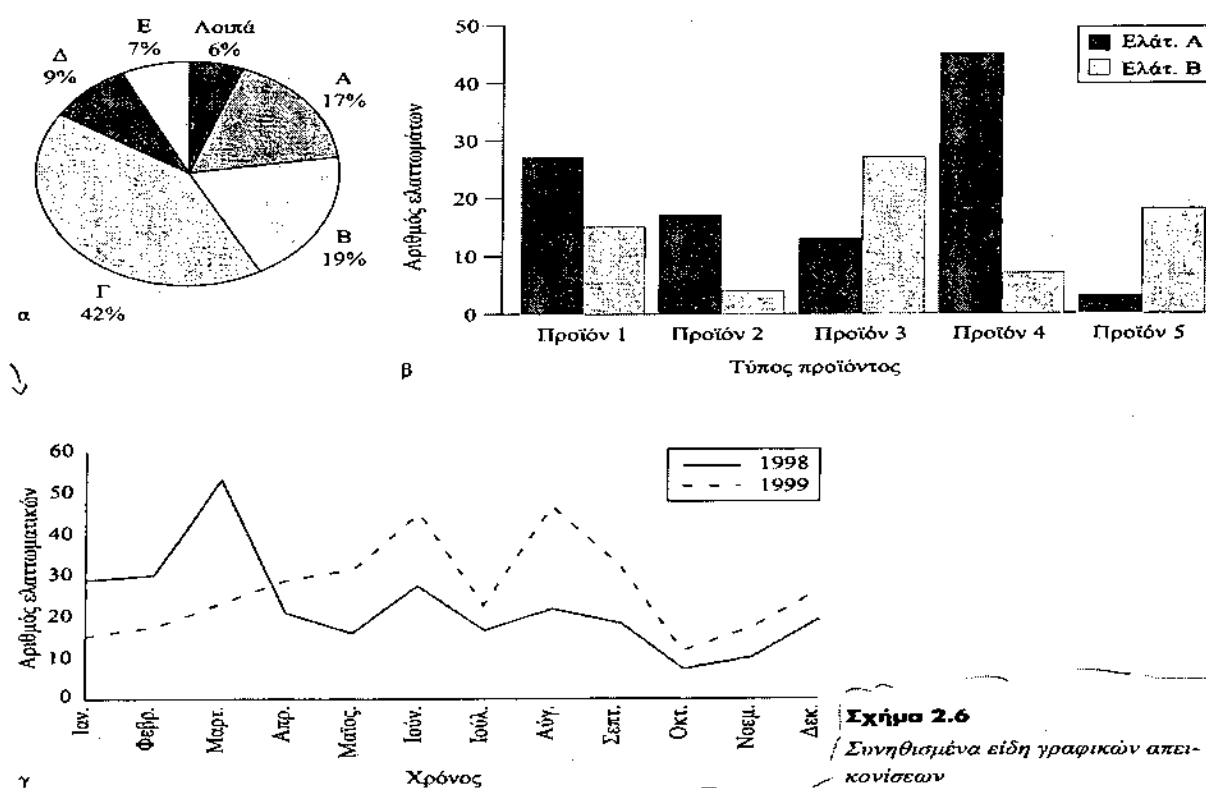 Ε
7%
Λοιπά
6%
Δ
9%
Α
17%
Β
19%
Γ
42%
α
50
40
30
20
10
0
Αριθμός ελαττωμάτων
Ελάτ. Α
Ελάτ. Β
Προϊόν 1
Προϊόν 2
Προϊόν 3
Προϊόν 4
Προϊόν 5
Τύπος προϊόντος
β
60
50
40
30
20
10
0
Αριθμός ελαττωματικών
1998
1999
Ιαν.
Φεβρ.
Μαρτ.
Απρ.
Μαϊος.
Ιούν.
Ιούλ.
Αύγ.
Σεπτ.
Οκτ.
Νοεμ.
Δεκ.
Χρόνος
γ
Σχήμα 2.6
Συνηθισμένα είδη γραφικών απει-
κονίσεων